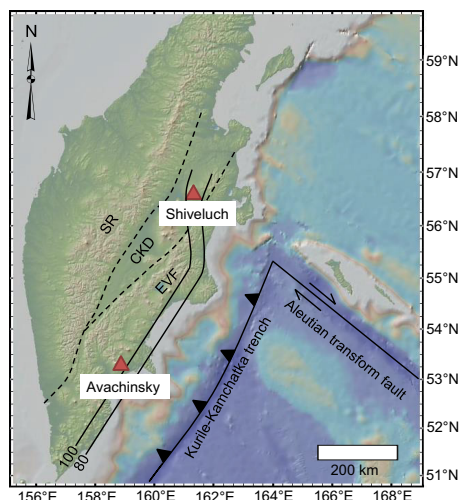 N
59°N
58°N
57°N
Shiveluch
SR
56°N
CKD
EVF
55°N
Aleutian transform fault
54°N
Kurile-Kamchatka trench
53°N
Avachinsky
52°N
100
80
200 km
51°N
156°E
158°E
160°E
162°E
164°E
166°E
168°E